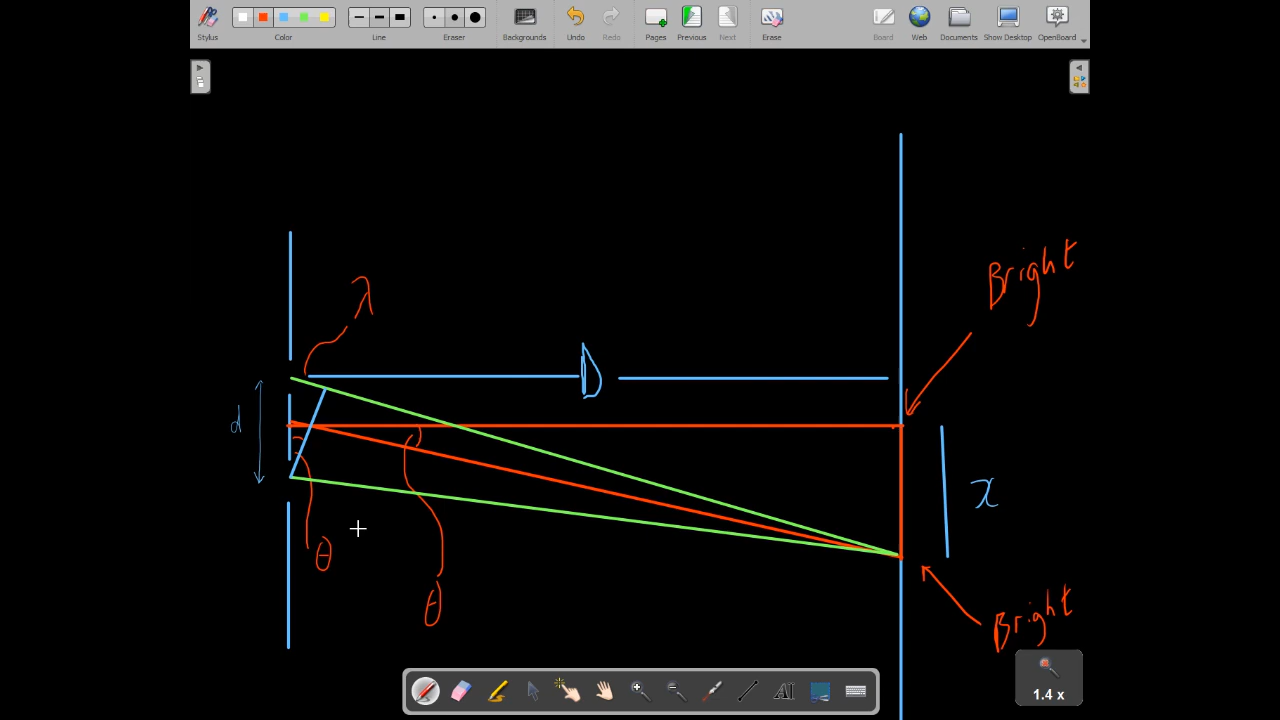 Stylus Color Line Eraser Backgrounds Undo Redo Pages Previous Next Erase Board Web Documents Show Desktop OpenBoard
Bright
λ
D
d
x
θ
θ
Bright
AI
1.4 x